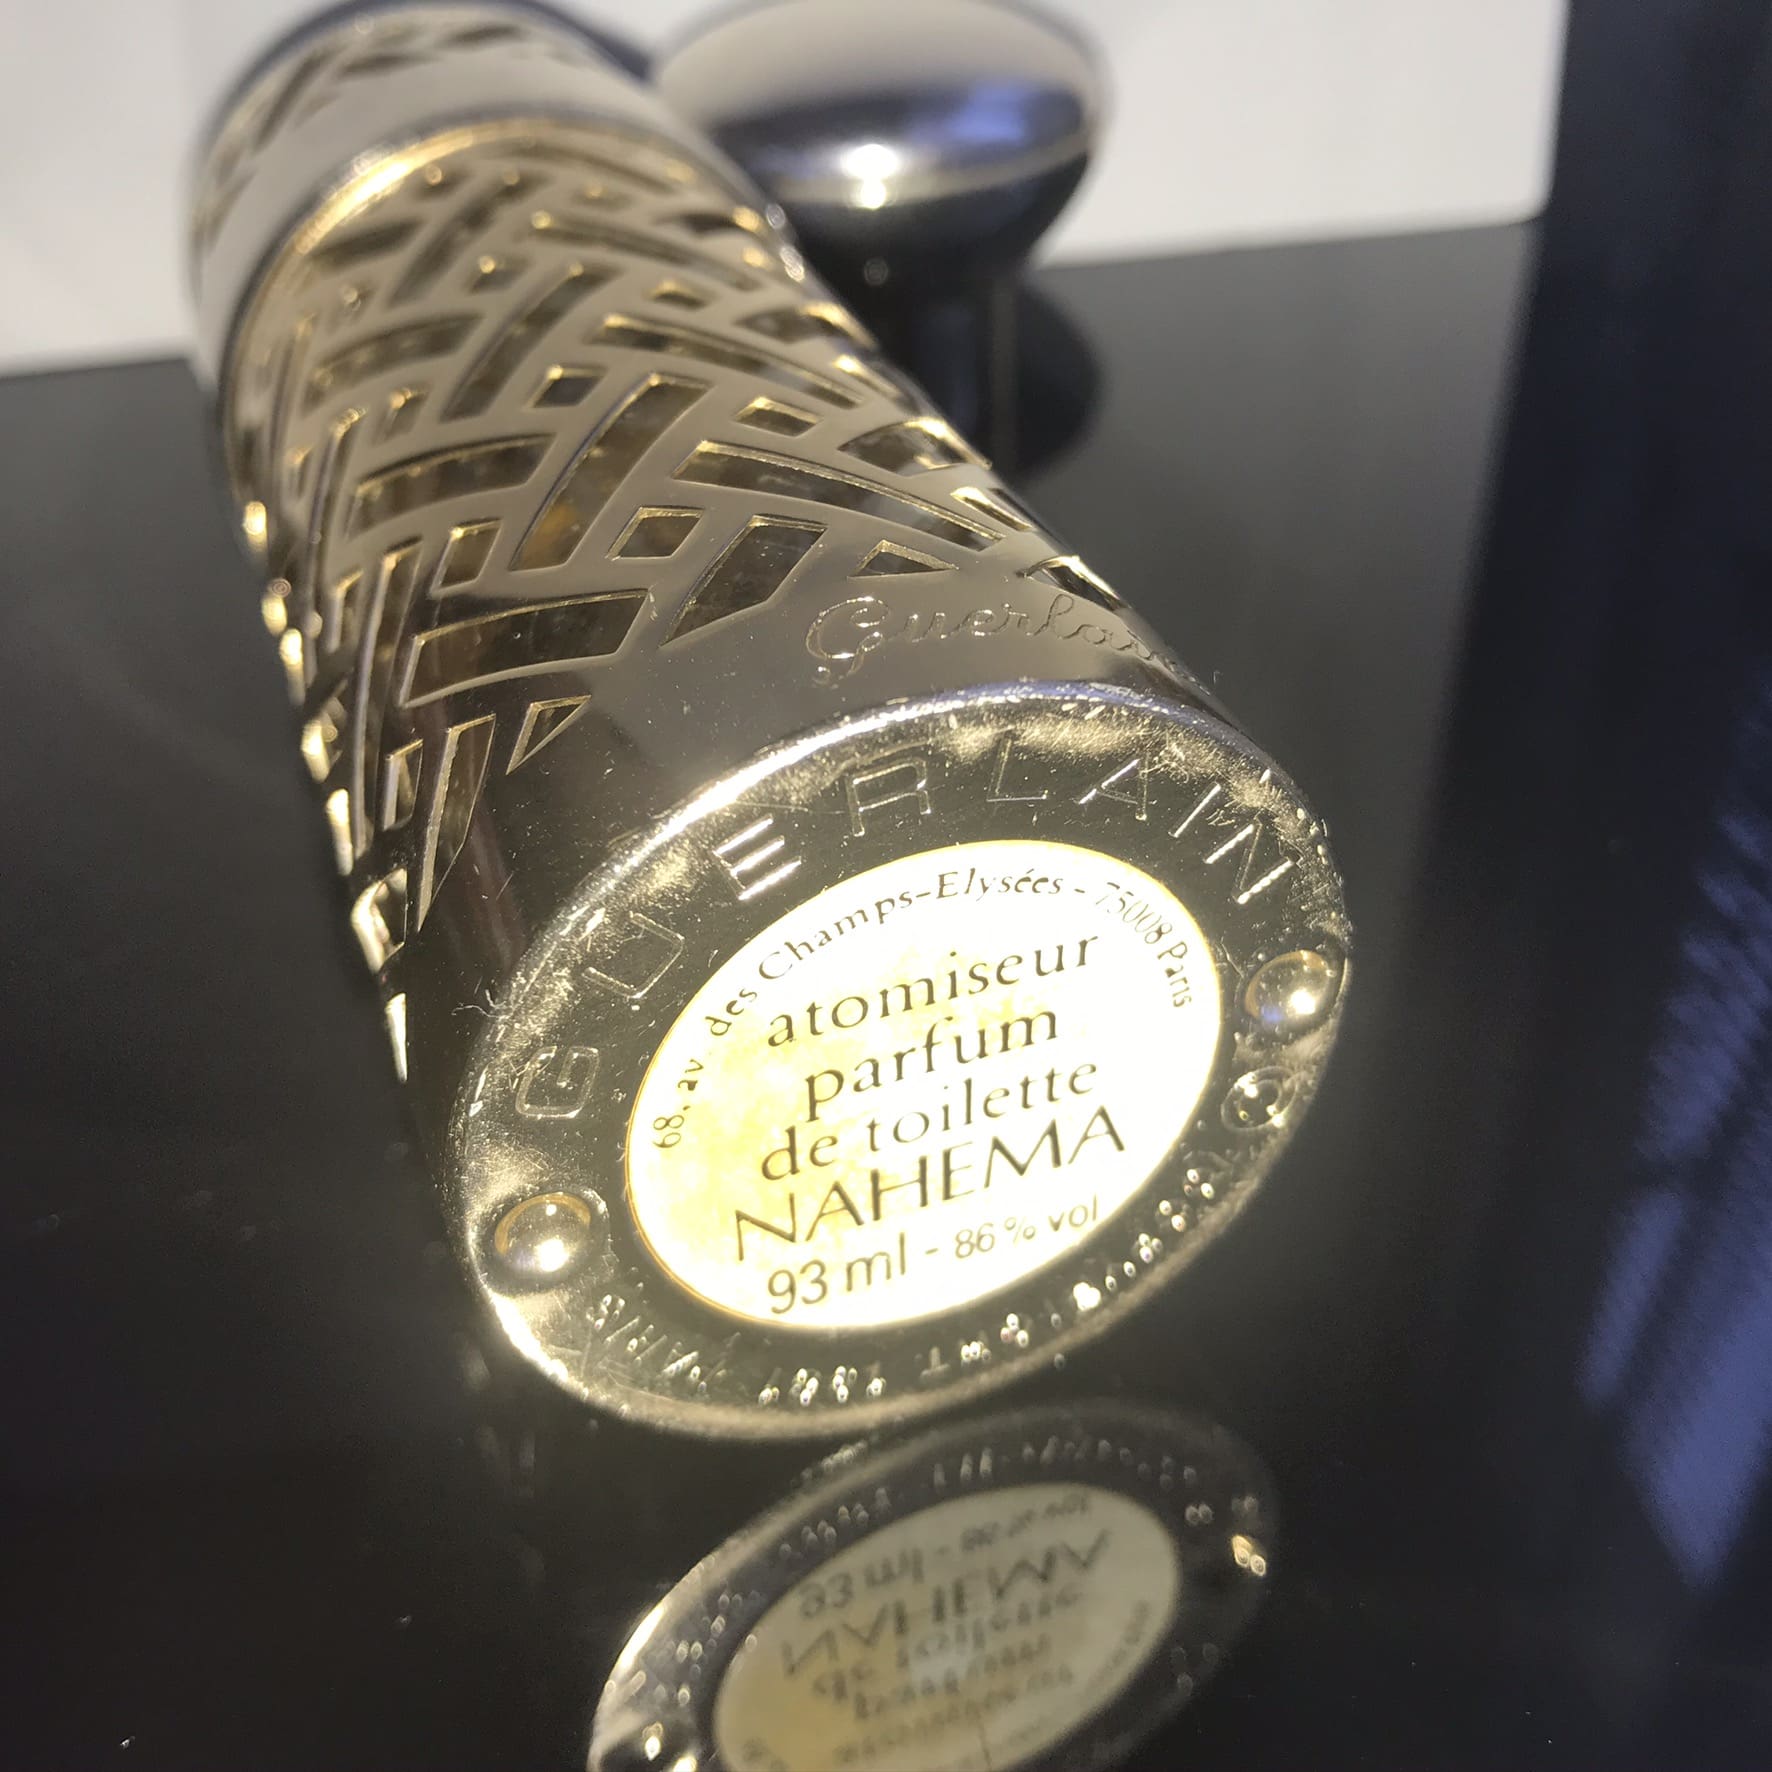 Guerlain
GUERLAIN
68, av. des Champs-Elysées - 75008 Paris
atomiseur
parfum
de toilette
NAHEMA
93 ml - 86 % vol